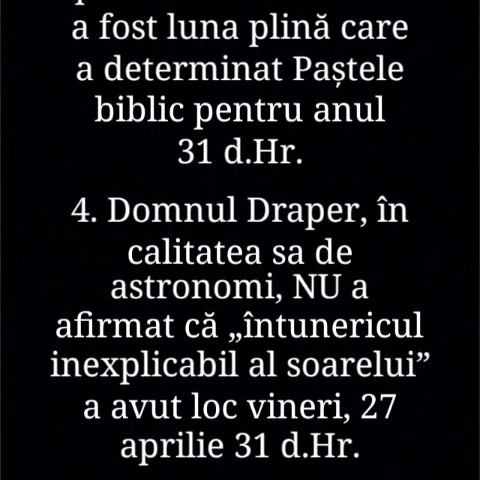 a fost luna plină care
a determinat Paștele
biblic pentru anul
31 d.Hr.
4. Domnul Draper, în
calitatea sa de
astronomi, NU a
afirmat că „întunericul
inexplicabil al soarelui”
a avut loc vineri, 27
aprilie 31 d.Hr.